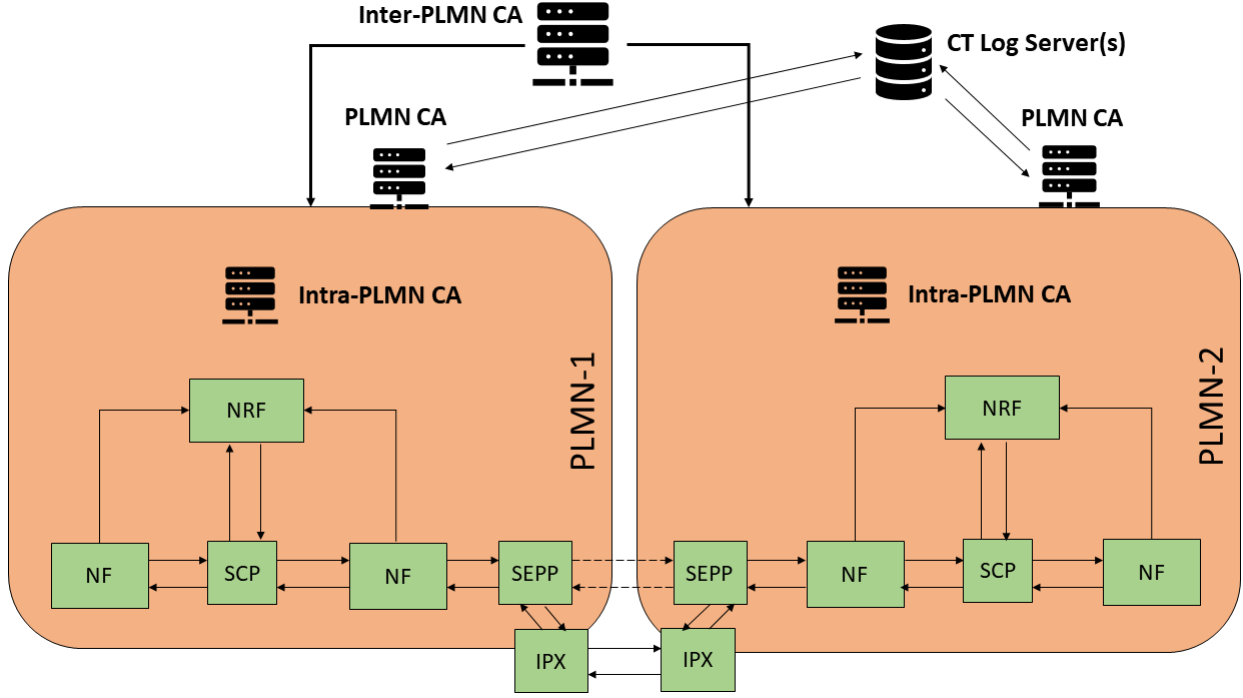 Inter-PLMN CA
CT Log Server(s)
PLMN CA
PLMN CA
Intra-PLMN CA
Intra-PLMN CA
PLMN-1
PLMN-2
NRF
NRF
NF
SCP
NF
SEPP
SEPP
NF
SCP
NF
IPX
IPX